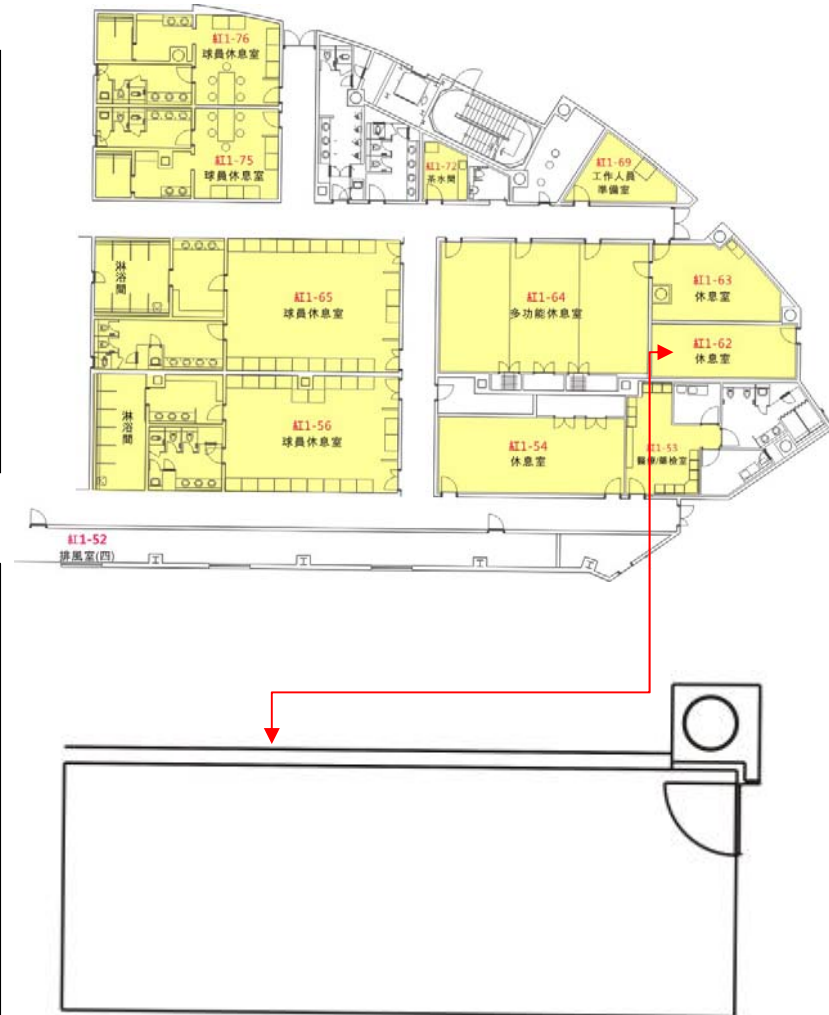 紅1-76
球員休息室
紅1-75
球員休息室
紅1-72
茶水間
紅1-69
工作人員
準備室
淋浴間
紅1-65
球員休息室
紅1-64
多功能休息室
紅1-63
休息室
紅1-62
休息室
淋浴間
紅1-56
球員休息室
紅1-54
休息室
紅1-53
醫療/藥檢室
紅1-52
排風室(四)